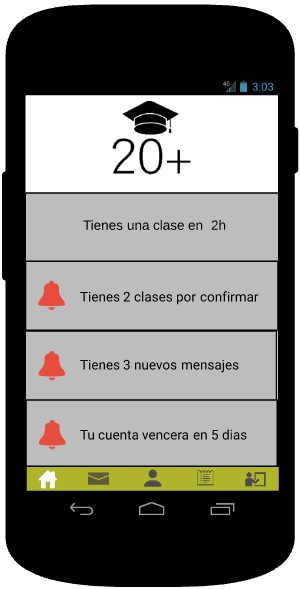 4G 3:03
20+
Tienes una clase en 2h
Tienes 2 clases por confirmar
Tienes 3 nuevos mensajes
Tu cuenta vencera en 5 dias